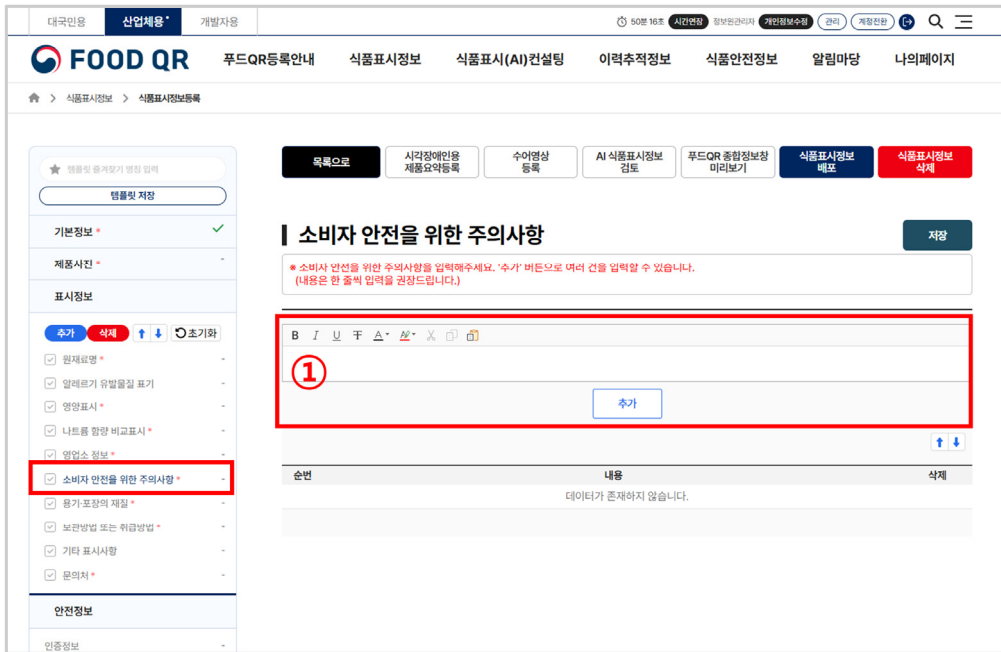 대국민용 산업체용 개발자용
50분 16초 시간연장 정보원관리자 개인정보수정 관리 계정전환
FOOD QR 푸드QR등록안내 식품표시정보 식품표시(AI)컨설팅 이력추적정보 식품안전정보 알림마당 나의페이지
> 식품표시정보 > 식품표시정보등록
★ 템플릿 즐겨찾기 명칭 입력
템플릿 저장
기본정보 *
제품사진 * -
표시정보
추가 삭제 초기화
원재료명 * -
알레르기 유발물질 표기 -
영양표시 * -
나트륨 함량 비교표시 * -
영업소 정보 * -
소비자 안전을 위한 주의사항 * -
용기·포장의 재질 * -
보관방법 또는 취급방법 * -
기타 표시사항 -
문의처 * -
안전정보
인증정보 -
목록으로
시각장애인용
제품요약등록
수어영상
등록
AI 식품표시정보
검토
푸드QR 종합정보창
미리보기
식품표시정보
배포
식품표시정보
삭제
소비자 안전을 위한 주의사항
저장
※ 소비자 안전을 위한 주의사항을 입력해주세요. '추가' 버튼으로 여러 건을 입력할 수 있습니다.
(내용은 한 줄씩 입력을 권장드립니다.)
B I U T A
①
추가
순번 내용 삭제
데이터가 존재하지 않습니다.